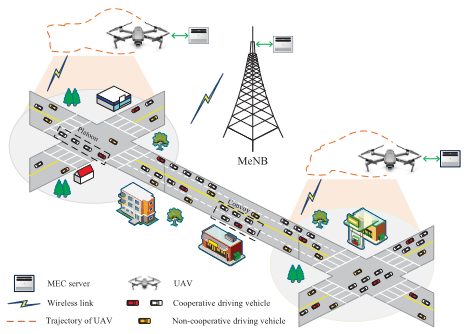 Platoon
MeNB
Convoy
MEC server
UAV
Wireless link
Cooperative driving vehicle
Trajectory of UAV
Non-cooperative driving vehicle